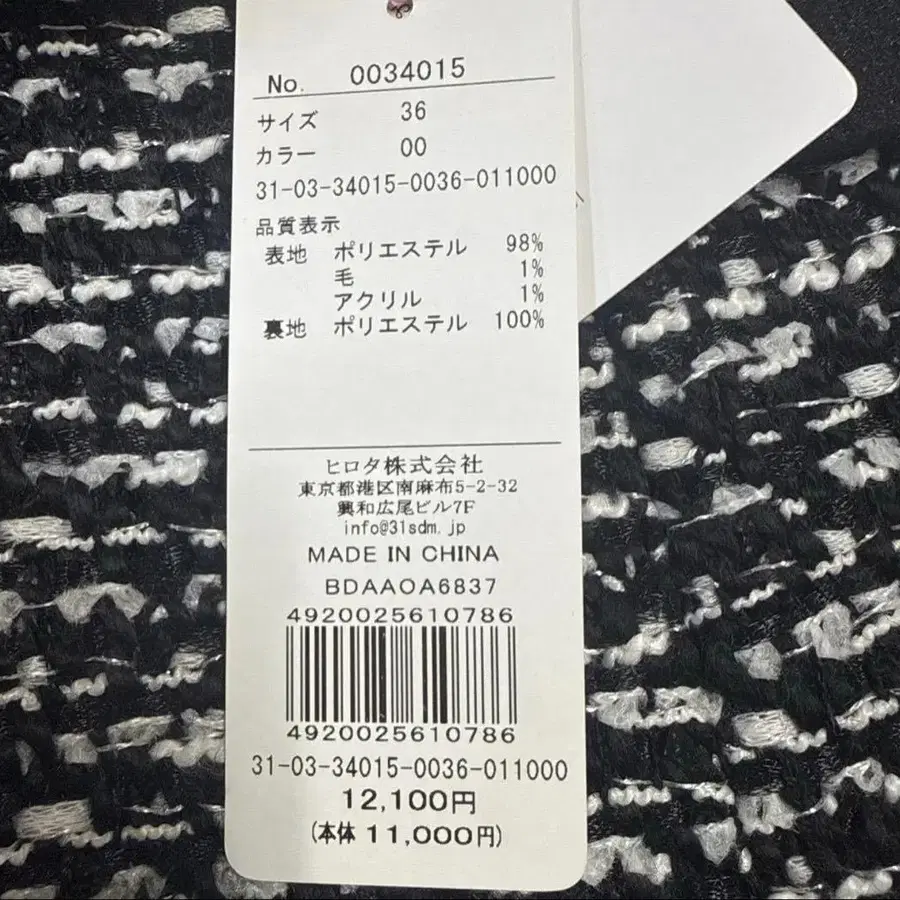 No. 0034015
サイズ 36
カラー 00
31-03-34015-0036-011000
品質表示
表地 ポリエステル 98%
毛 1%
アクリル 1%
裏地 ポリエステル 100%
ヒロタ株式会社
東京都港区南麻布5-2-32
興和広尾ビル7F
info@31sdm.jp
MADE IN CHINA
BDAAOA6837
4920025610786
4920025610786
31-03-34015-0036-011000
12,100円
(本体 11,000円)